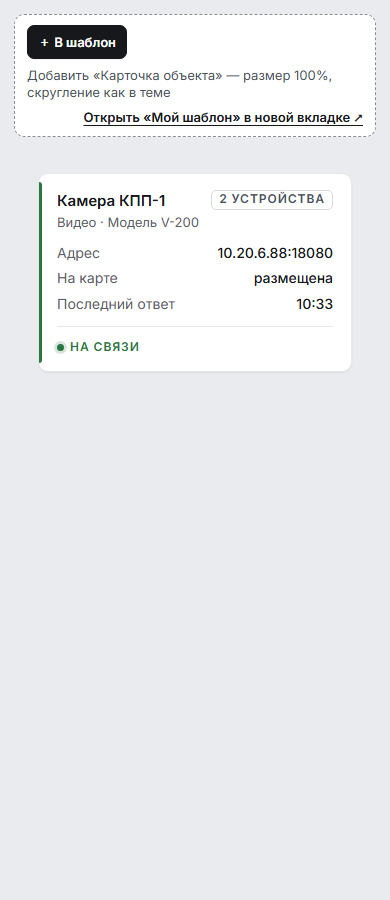 + В шаблон
Добавить «Карточка объекта» — размер 100%,
скругление как в теме
Открыть «Мой шаблон» в новой вкладке ↗
Камера КПП-1
2 УСТРОЙСТВА
Видео · Модель V-200
Адрес 10.20.6.88:18080
На карте размещена
Последний ответ 10:33
НА СВЯЗИ